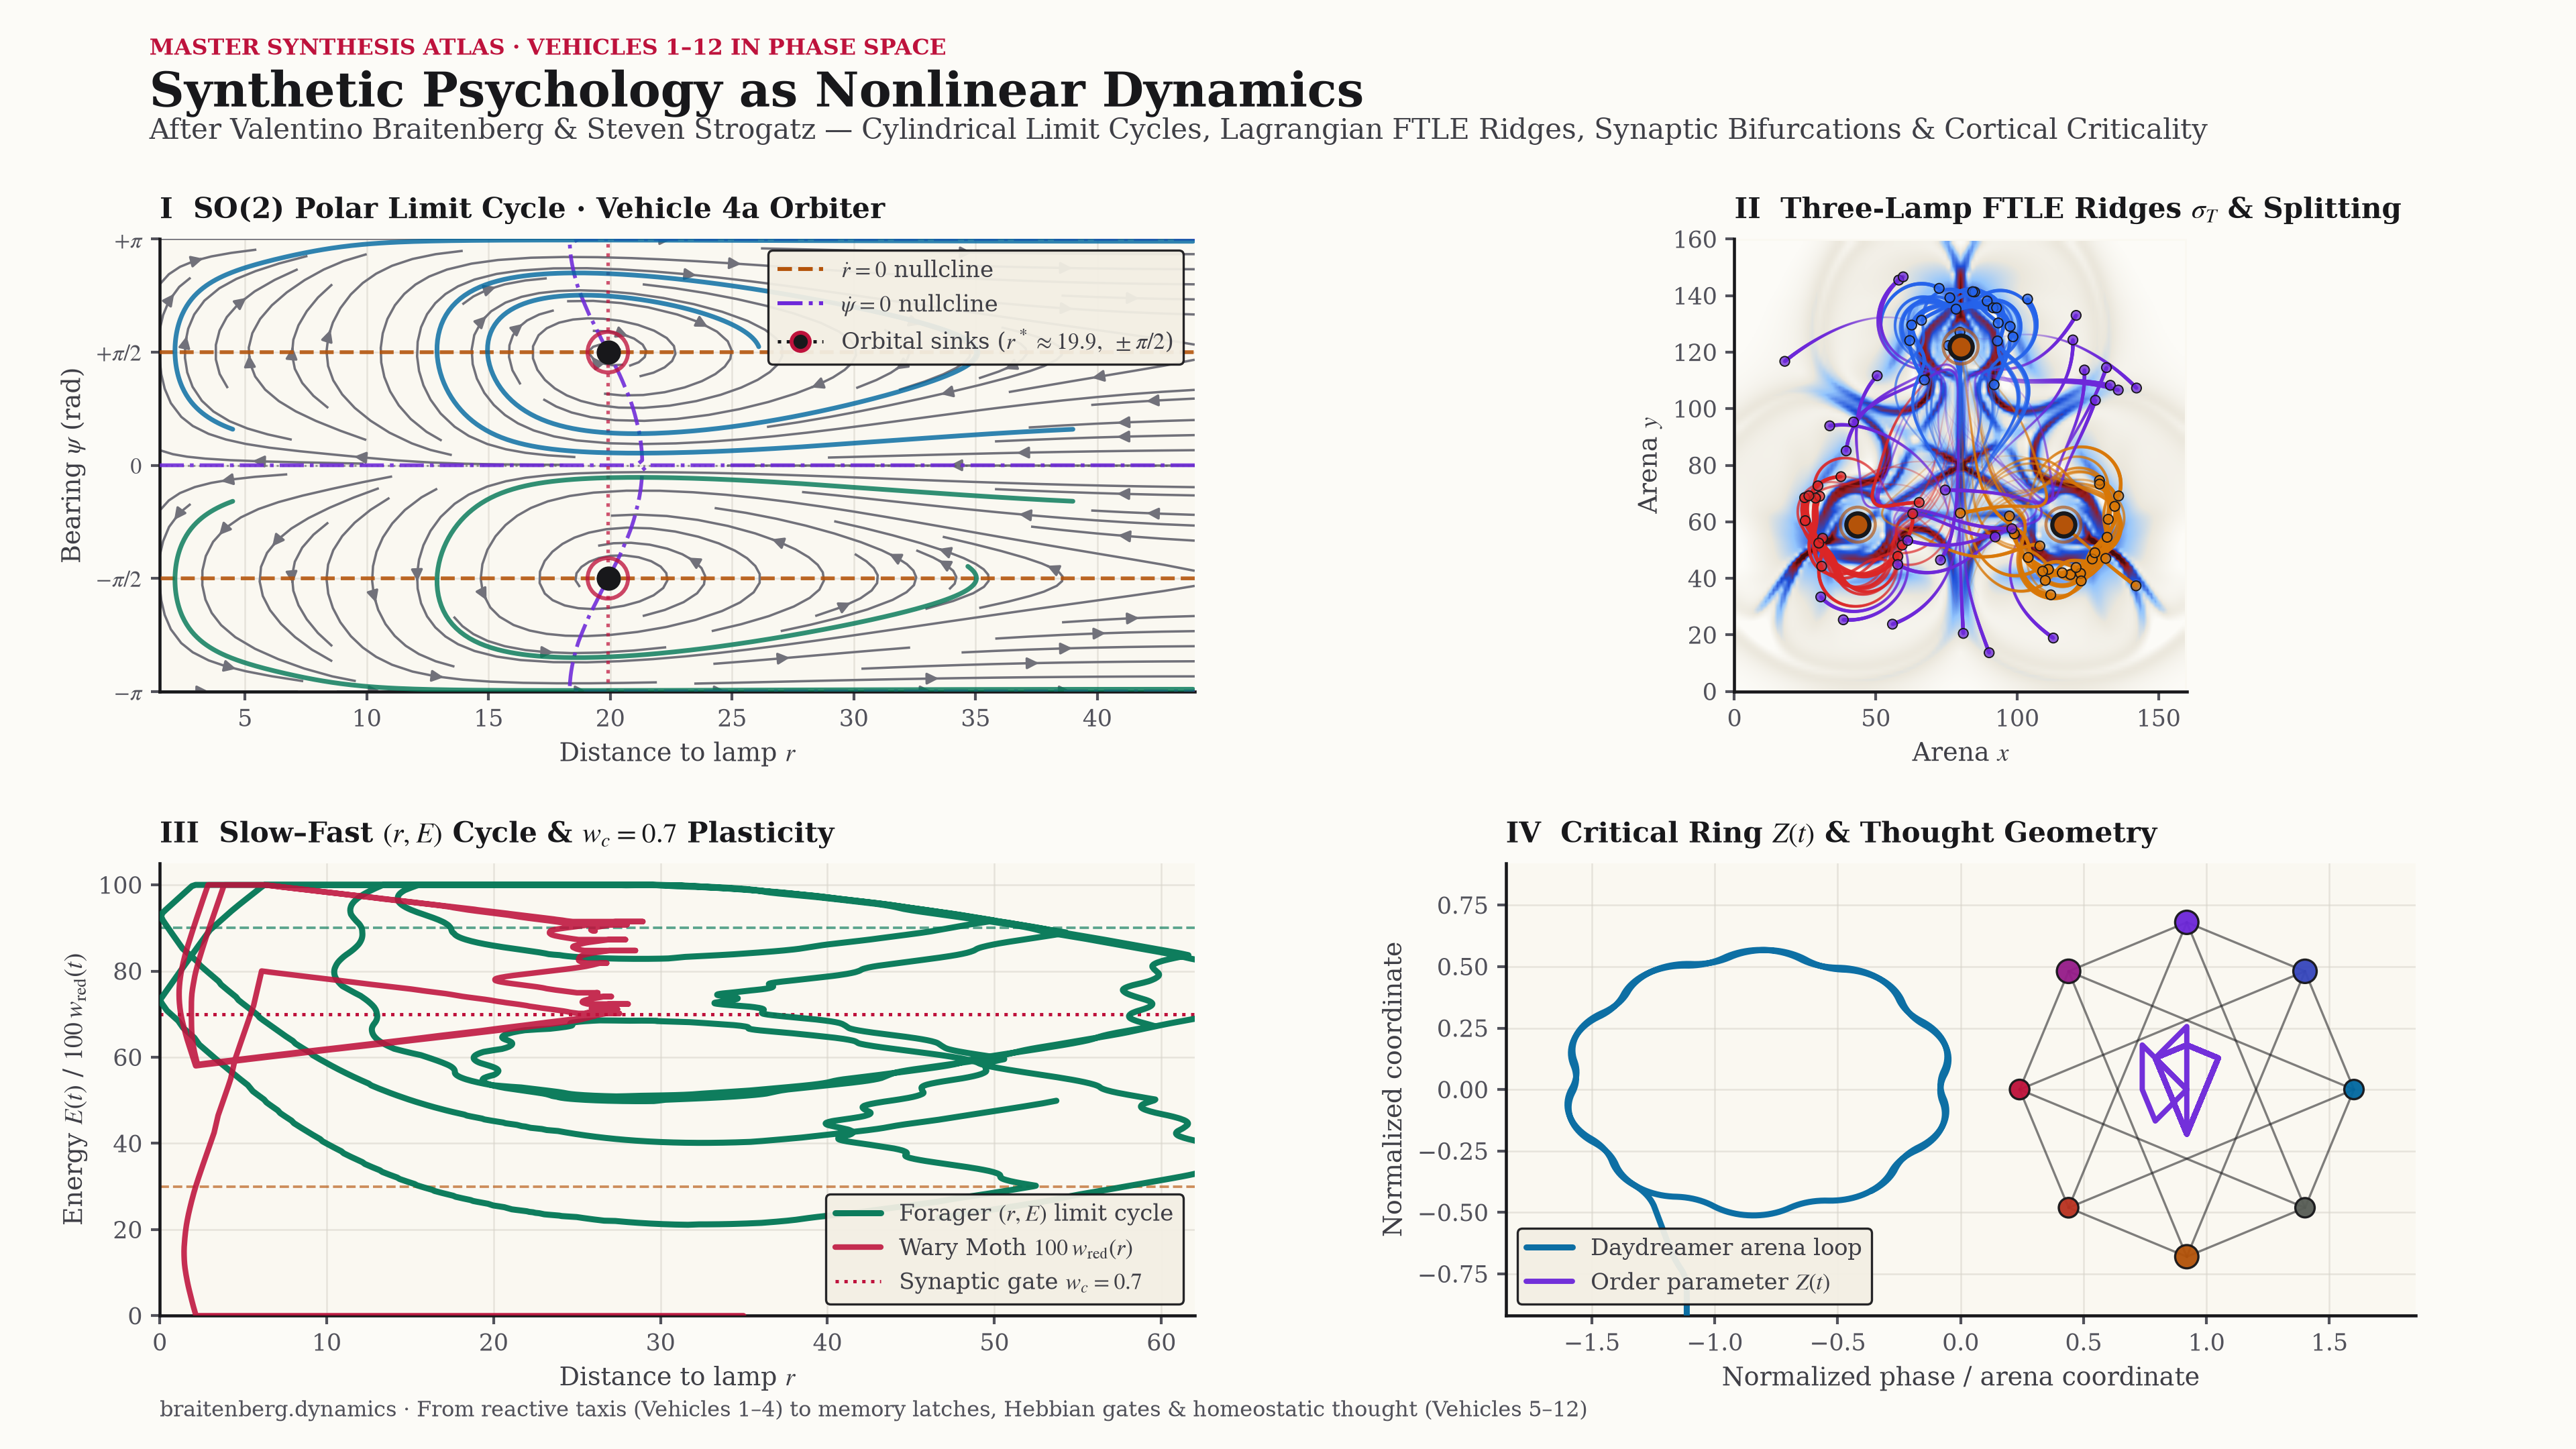 MASTER SYNTHESIS ATLAS · VEHICLES 1–12 IN PHASE SPACE
Synthetic Psychology as Nonlinear Dynamics
After Valentino Braitenberg & Steven Strogatz — Cylindrical Limit Cycles, Lagrangian FTLE Ridges, Synaptic Bifurcations & Cortical Criticality
I SO(2) Polar Limit Cycle · Vehicle 4a Orbiter
+π
+π/2
0
−π/2
−π
Bearing ψ (rad)
ṙ = 0 nullcline
ψ̇ = 0 nullcline
Orbital sinks (r* ≈ 19.9, ± π/2)
5 10 15 20 25 30 35 40
Distance to lamp r
II Three-Lamp FTLE Ridges σ_T & Splitting
160
140
120
100
80
60
40
20
0
Arena y
0 50 100 150
Arena x
III Slow–Fast (r, E) Cycle & w_c = 0.7 Plasticity
100
80
60
40
20
0
Energy E(t) / 100 w_red(t)
Forager (r, E) limit cycle
Wary Moth 100 w_red(r)
Synaptic gate w_c = 0.7
0 10 20 30 40 50 60
Distance to lamp r
IV Critical Ring Z(t) & Thought Geometry
0.75
0.50
0.25
0.00
−0.25
−0.50
−0.75
Normalized coordinate
Daydreamer arena loop
Order parameter Z(t)
−1.5 −1.0 −0.5 0.0 0.5 1.0 1.5
Normalized phase / arena coordinate
braitenberg.dynamics · From reactive taxis (Vehicles 1–4) to memory latches, Hebbian gates & homeostatic thought (Vehicles 5–12)